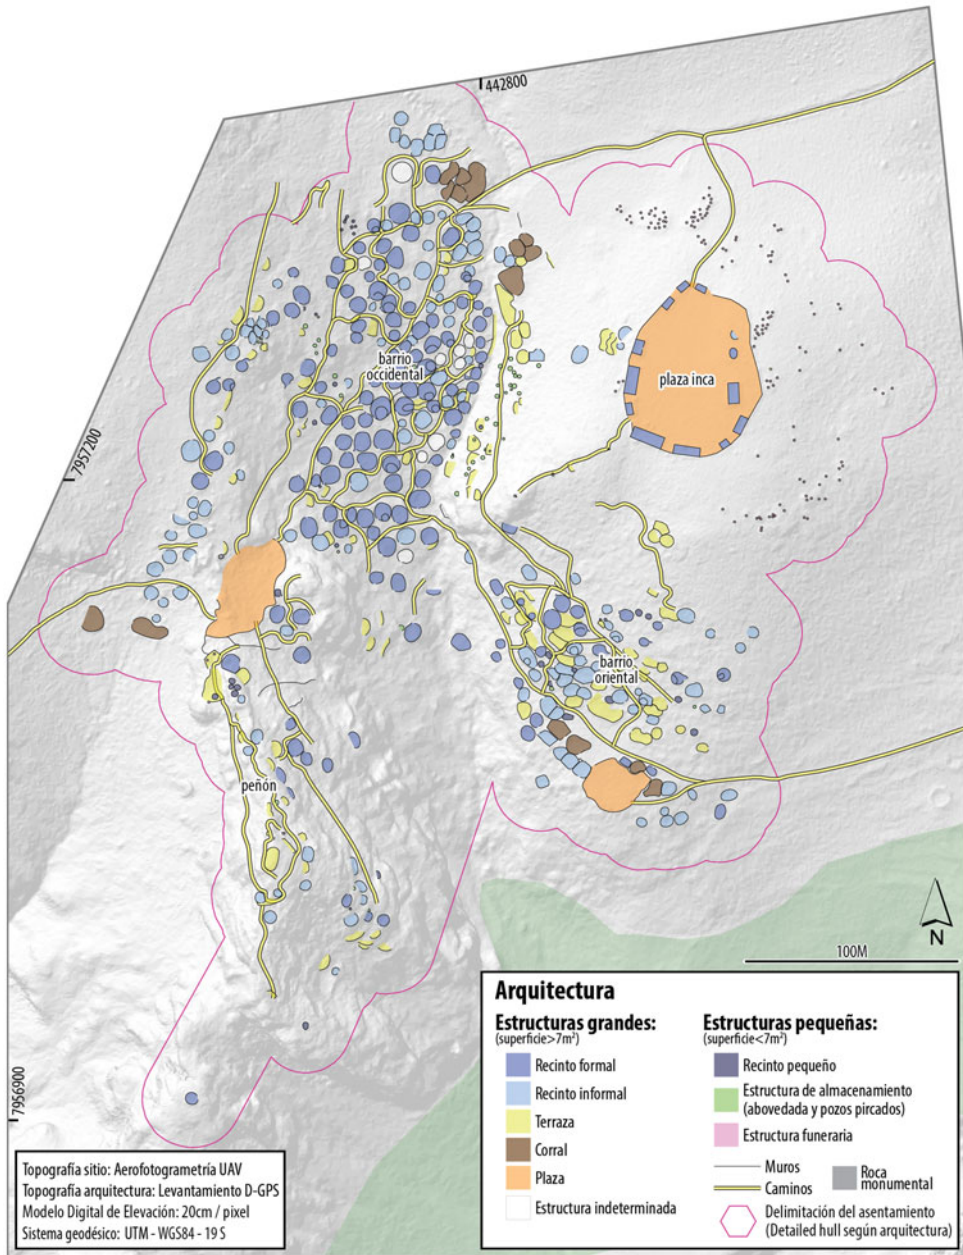 442800
7957200
barrio
occidental
plaza inca
barrio
oriental
peñón
7956900
N
100M
Arquitectura
Estructuras grandes:
(superficie>7m²)
Recinto formal
Recinto informal
Terraza
Corral
Plaza
Estructura indeterminada
Estructuras pequeñas:
(superficie<7m²)
Recinto pequeño
Estructura de almacenamiento
(abovedada y pozos pircados)
Estructura funeraria
Muros
Caminos
Roca
monumental
Delimitación del asentamiento
(Detailed hull según arquitectura)
Topografía sitio: Aerofotogrametría UAV
Topografía arquitectura: Levantamiento D-GPS
Modelo Digital de Elevación: 20cm / pixel
Sistema geodésico: UTM - WGS84 - 19 S